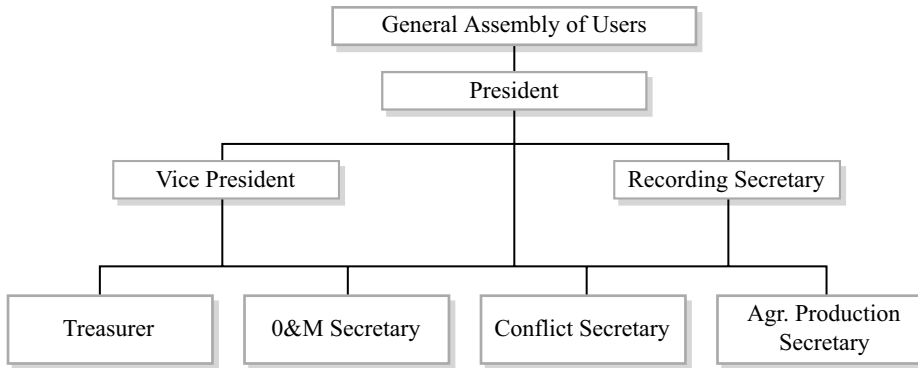 General Assembly of Users
President
Vice President
Recording Secretary
Treasurer
0&M Secretary
Conflict Secretary
Agr. Production
Secretary